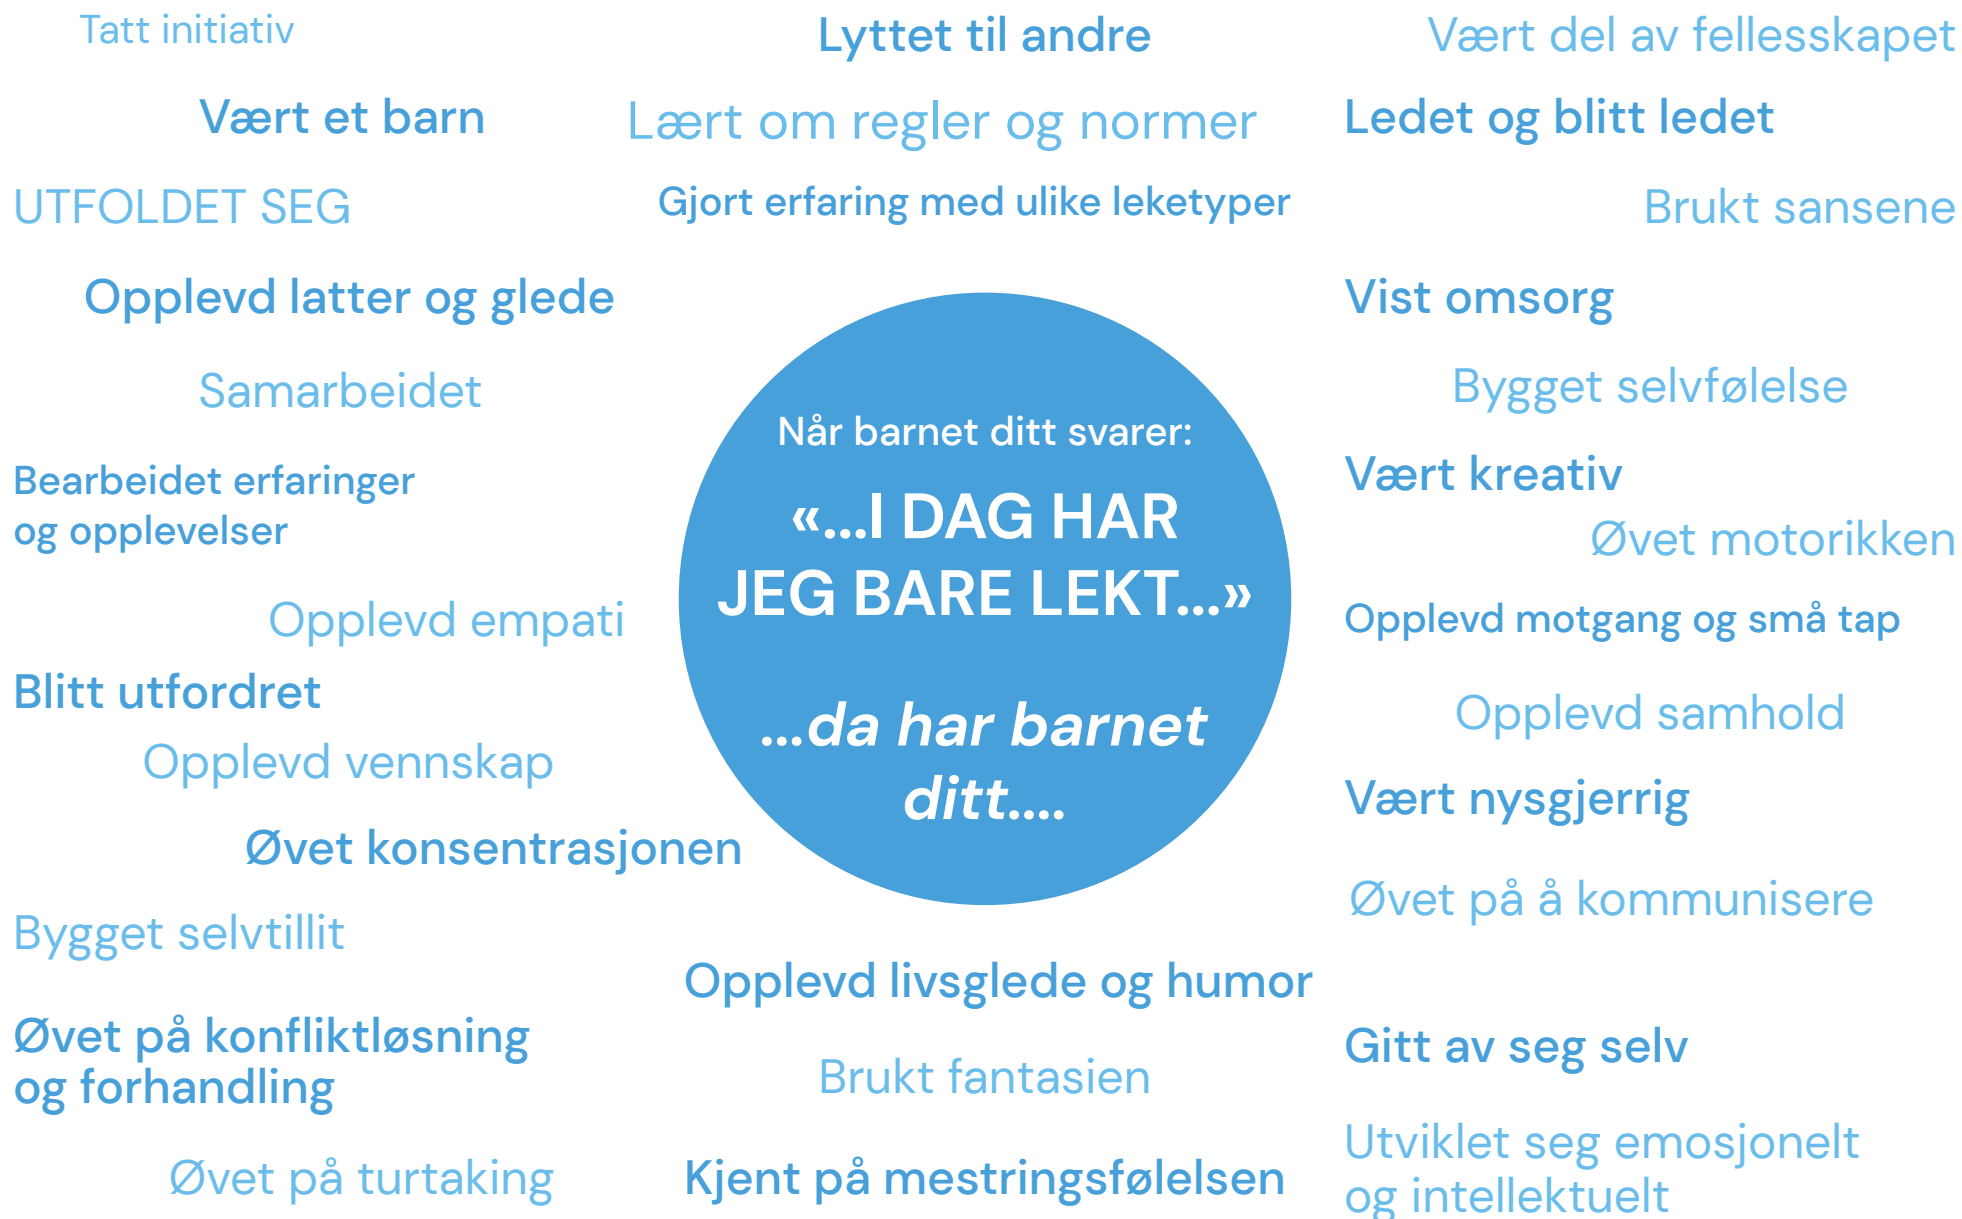 Tatt initiativ
Lyttet til andre
Vært del av fellesskapet
Vært et barn
Lært om regler og normer
Ledet og blitt ledet
UTFOLDET SEG
Gjort erfaring med ulike leketyper
Brukt sansene
Opplevd latter og glede
Vist omsorg
Samarbeidet
Bygget selvfølelse
Når barnet ditt svarer:
«...I DAG HAR
JEG BARE LEKT...»
...da har barnet
ditt....
Bearbeidet erfaringer
og opplevelser
Vært kreativ
Øvet motorikken
Opplevd empati
Opplevd motgang og små tap
Blitt utfordret
Opplevd samhold
Opplevd vennskap
Vært nysgjerrig
Øvet konsentrasjonen
Øvet på å kommunisere
Bygget selvtillit
Opplevd livsglede og humor
Øvet på konfliktløsning
og forhandling
Gitt av seg selv
Brukt fantasien
Øvet på turtaking
Kjent på mestringsfølelsen
Utviklet seg emosjonelt
og intellektuelt